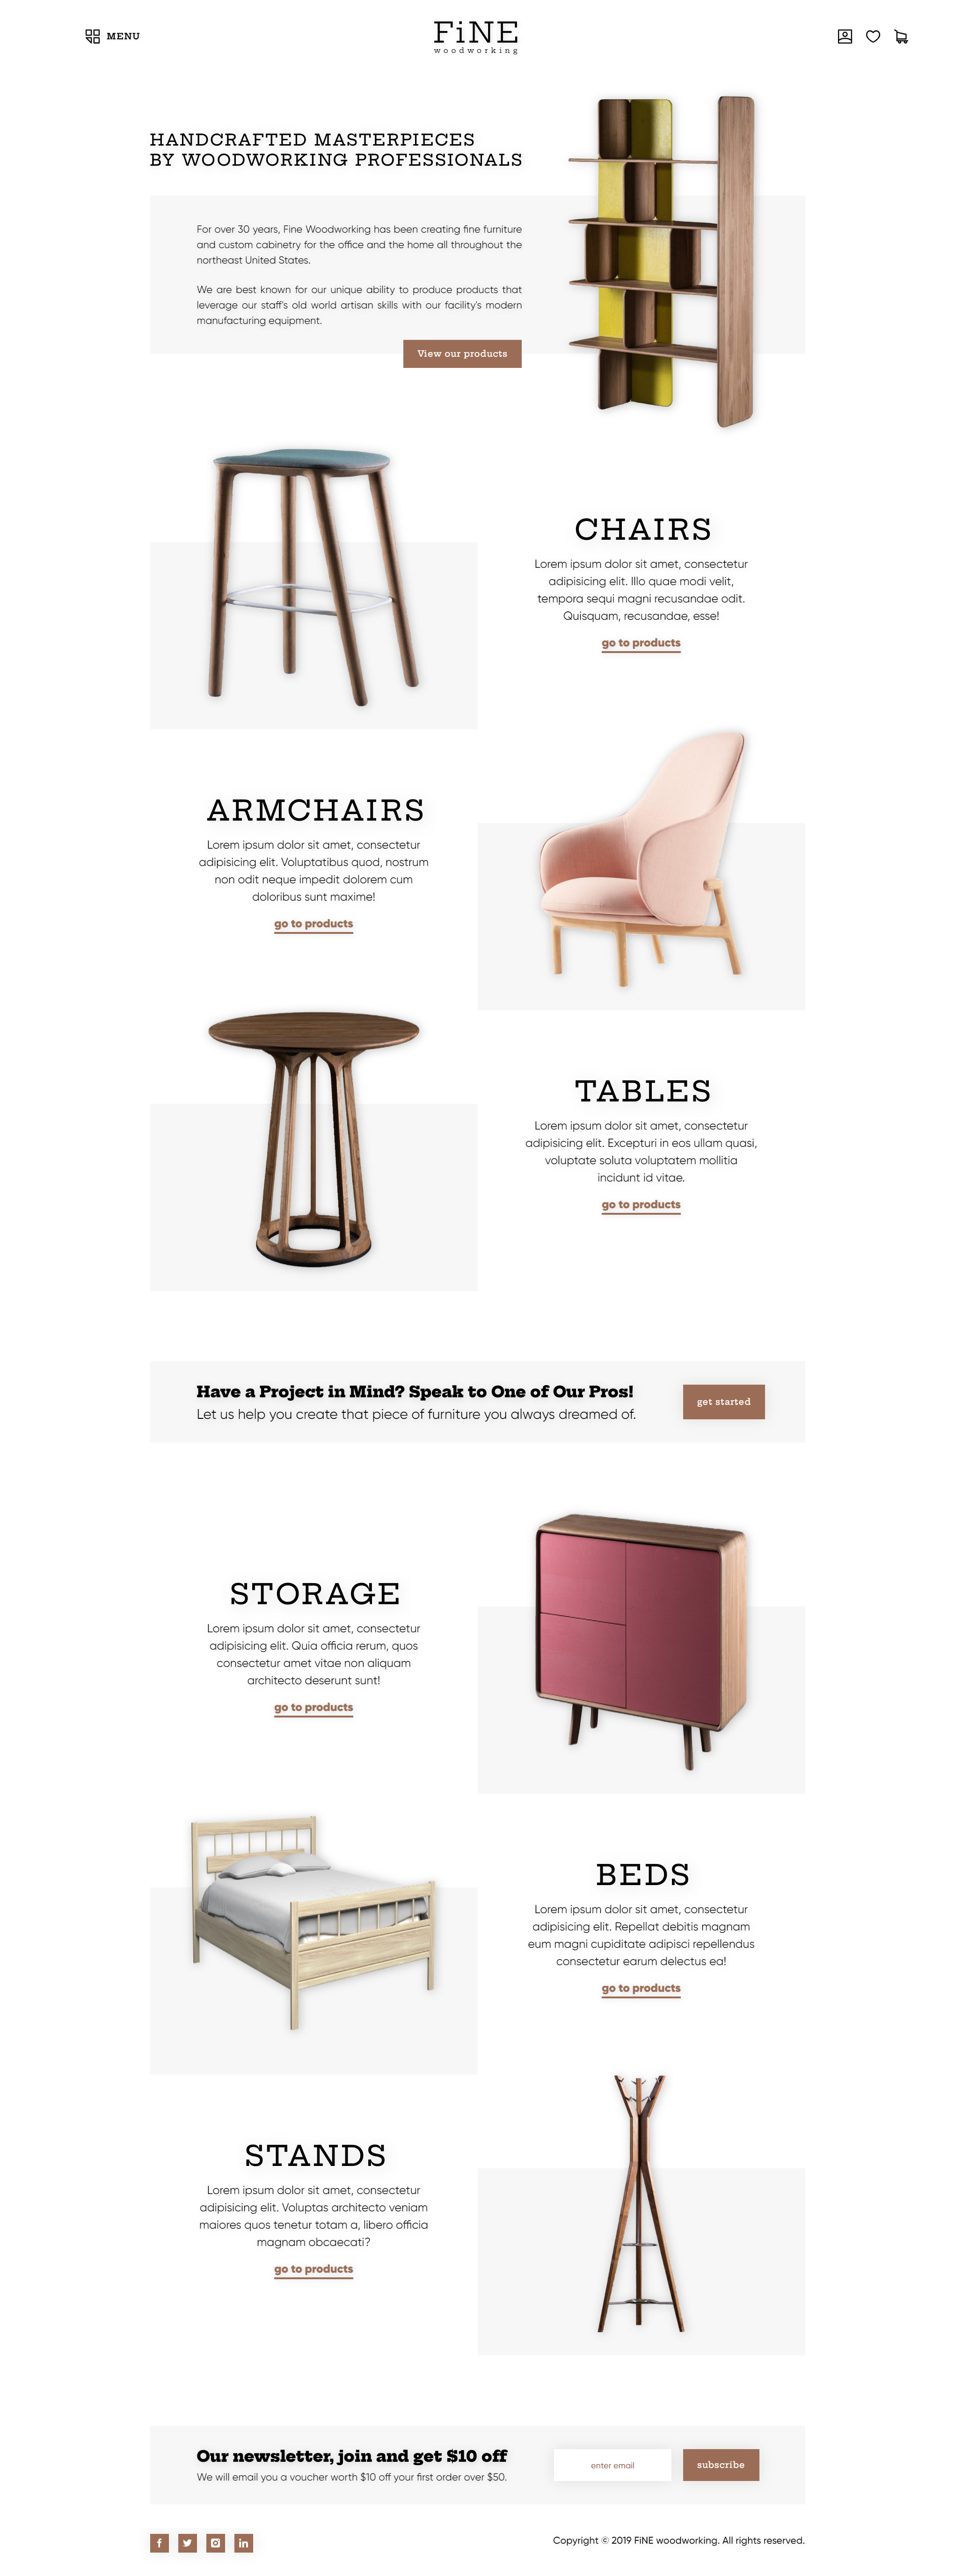 MENU
FiNE
woodworking
HANDCRAFTED MASTERPIECES
BY WOODWORKING PROFESSIONALS
For over 30 years, Fine Woodworking has been creating fine furniture
and custom cabinetry for the office and the home all throughout the
northeast United States.
We are best known for our unique ability to produce products that
leverage our staff's old world artisan skills with our facility's modern
manufacturing equipment.
View our products
CHAIRS
Lorem ipsum dolor sit amet, consectetur
adipisicing elit. Illo quae modi velit,
tempora sequi magni recusandae odit.
Quisquam, recusandae, esse!
go to products
ARMCHAIRS
Lorem ipsum dolor sit amet, consectetur
adipisicing elit. Voluptatibus quod, nostrum
non odit neque impedit dolorem cum
doloribus sunt maxime!
go to products
TABLES
Lorem ipsum dolor sit amet, consectetur
adipisicing elit. Excepturi in eos ullam quasi,
voluptate soluta voluptatem mollitia
incidunt id vitae.
go to products
Have a Project in Mind? Speak to One of Our Pros!
Let us help you create that piece of furniture you always dreamed of.
get started
STORAGE
Lorem ipsum dolor sit amet, consectetur
adipisicing elit. Quia officia rerum, quos
consectetur amet vitae non aliquam
architecto deserunt sunt!
go to products
BEDS
Lorem ipsum dolor sit amet, consectetur
adipisicing elit. Repellat debitis magnam
eum magni cupiditate adipisci repellendus
consectetur earum delectus ea!
go to products
STANDS
Lorem ipsum dolor sit amet, consectetur
adipisicing elit. Voluptas architecto veniam
maiores quos tenetur totam a, libero officia
magnam obcaecati?
go to products
Our newsletter, join and get $10 off
We will email you a voucher worth $10 off your first order over $50.
enter email
subscribe
Copyright © 2019 FiNE woodworking. All rights reserved.